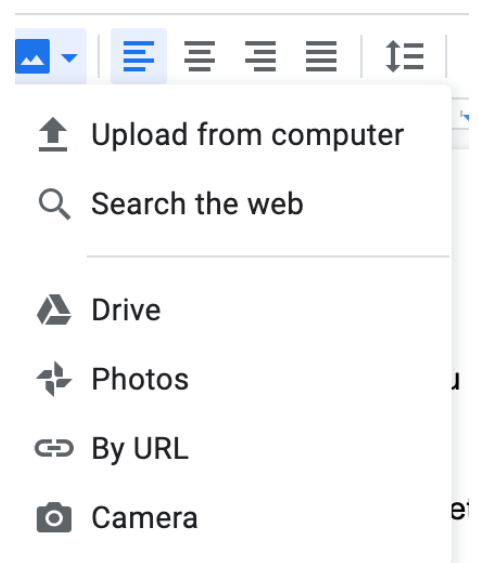 Upload from computer
Search the web
Drive
Photos
By URL
Camera